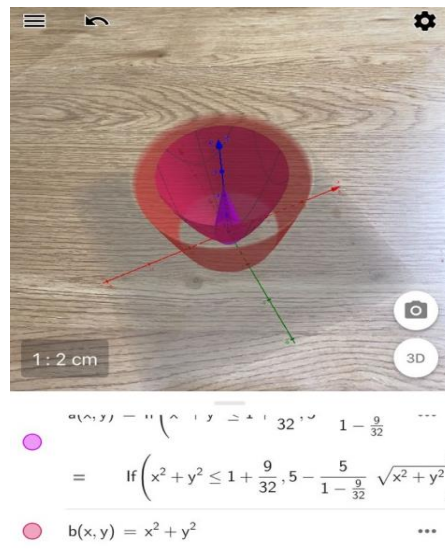 1 : 2 cm
3D
= If(x² + y² ≤ 1 + 9/32, 5 − 5/(1 − 9/32) √x² + y²
b(x, y) = x² + y²